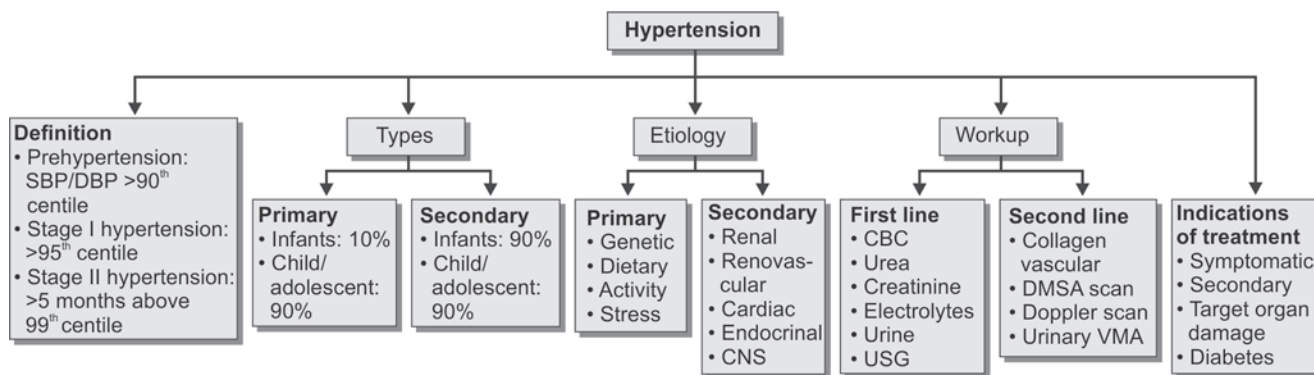 Hypertension
Definition
• Prehypertension:
SBP/DBP >90th
centile
• Stage I hypertension:
>95th centile
• Stage II hypertension:
>5 months above
99th centile
Types
Primary
• Infants: 10%
• Child/
adolescent:
90%
Secondary
• Infants: 90%
• Child/
adolescent:
90%
Etiology
Primary
• Genetic
• Dietary
• Activity
• Stress
Secondary
• Renal
• Renovas-
cular
• Cardiac
• Endocrinal
• CNS
Workup
First line
• CBC
• Urea
• Creatinine
• Electrolytes
• Urine
• USG
Second line
• Collagen
vascular
• DMSA scan
• Doppler scan
• Urinary VMA
Indications
of treatment
• Symptomatic
• Secondary
• Target organ
damage
• Diabetes